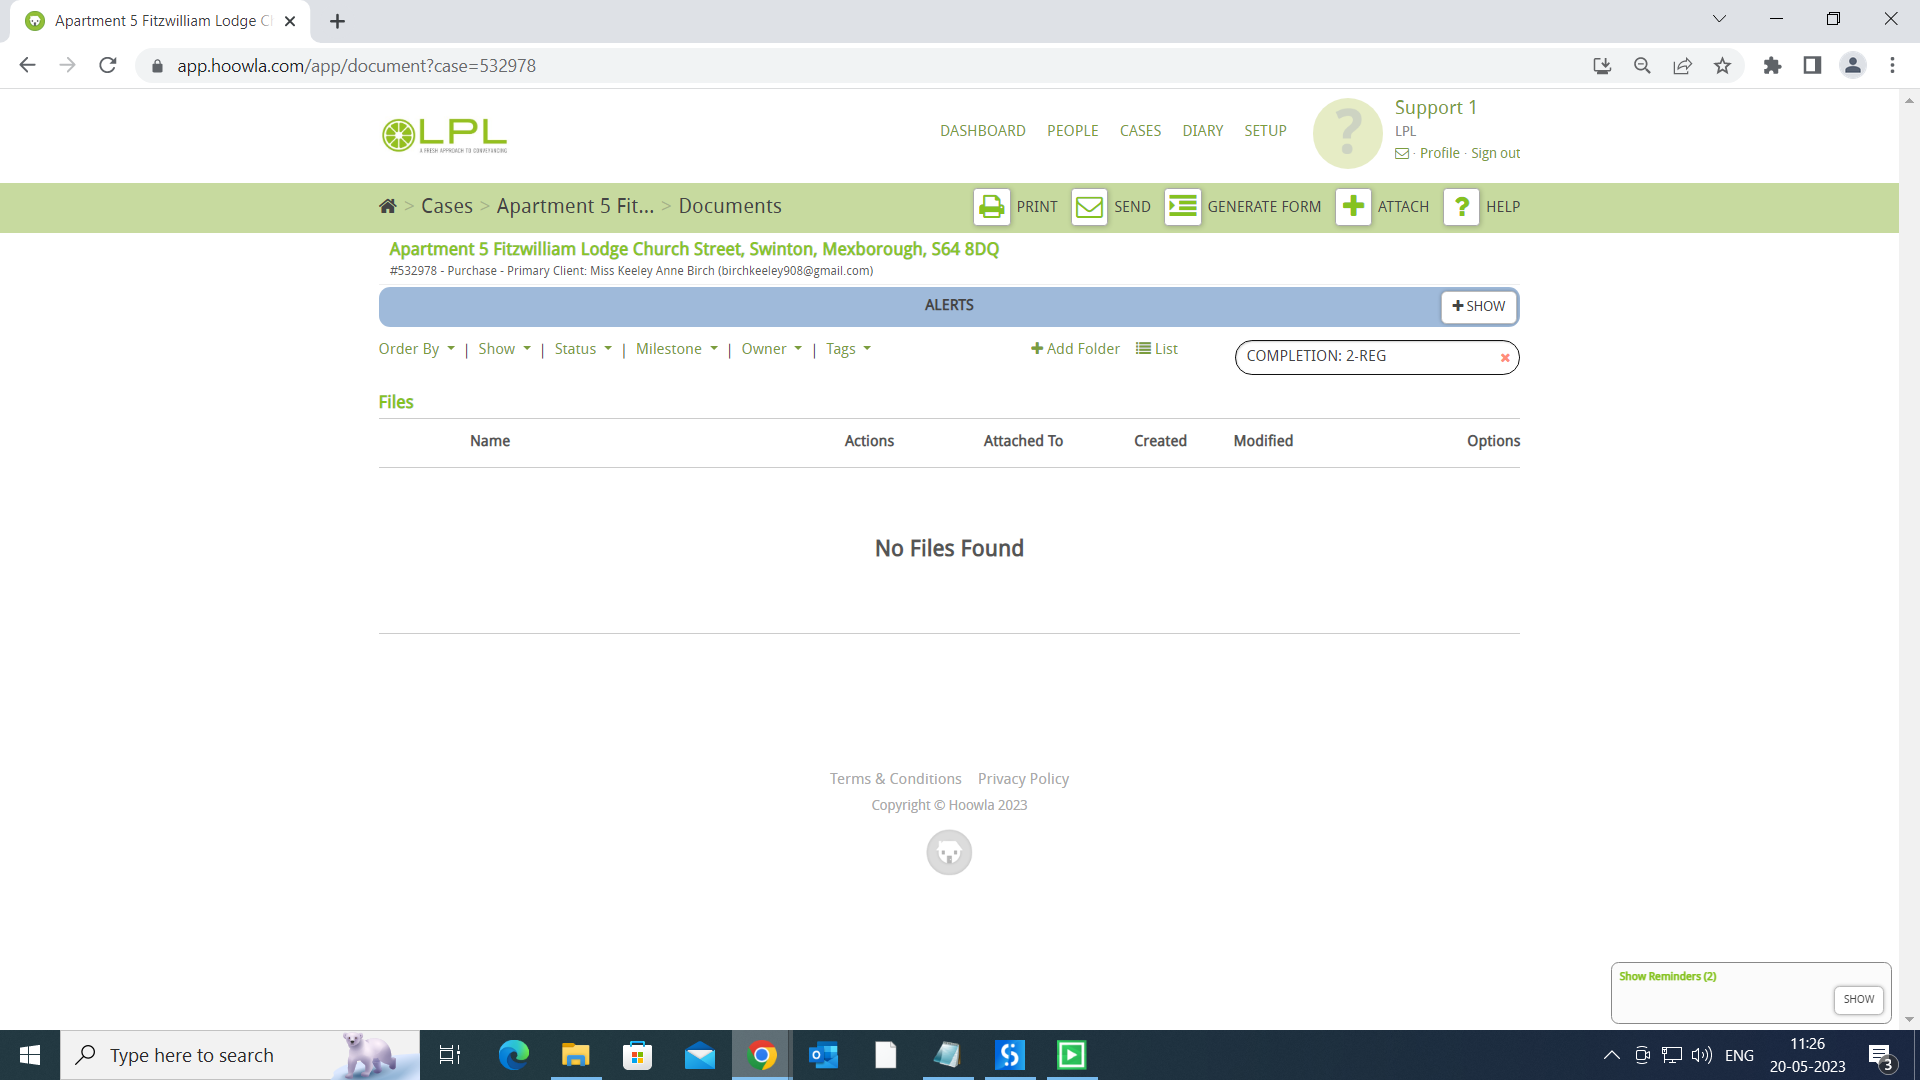 Apartment 5 Fitzwilliam Lodge Ch
app.hoowla.com/app/document?case=532978
LPL
A FRESH APPROACH TO CONVEYANCING
DASHBOARD PEOPLE CASES DIARY SETUP
?
Support 1
LPL
· Profile · Sign out
> Cases > Apartment 5 Fit... > Documents
PRINT SEND GENERATE FORM ATTACH ? HELP
Apartment 5 Fitzwilliam Lodge Church Street, Swinton, Mexborough, S64 8DQ
#532978 - Purchase - Primary Client: Miss Keeley Anne Birch (birchkeeley908@gmail.com)
ALERTS
SHOW
Order By | Show | Status | Milestone | Owner | Tags
Add Folder List
COMPLETION: 2-REG
Files
Name Actions Attached To Created Modified Options
No Files Found
Terms & Conditions Privacy Policy
Copyright © Hoowla 2023
Show Reminders (2)
SHOW
Type here to search
ENG
11:26
20-05-2023
3